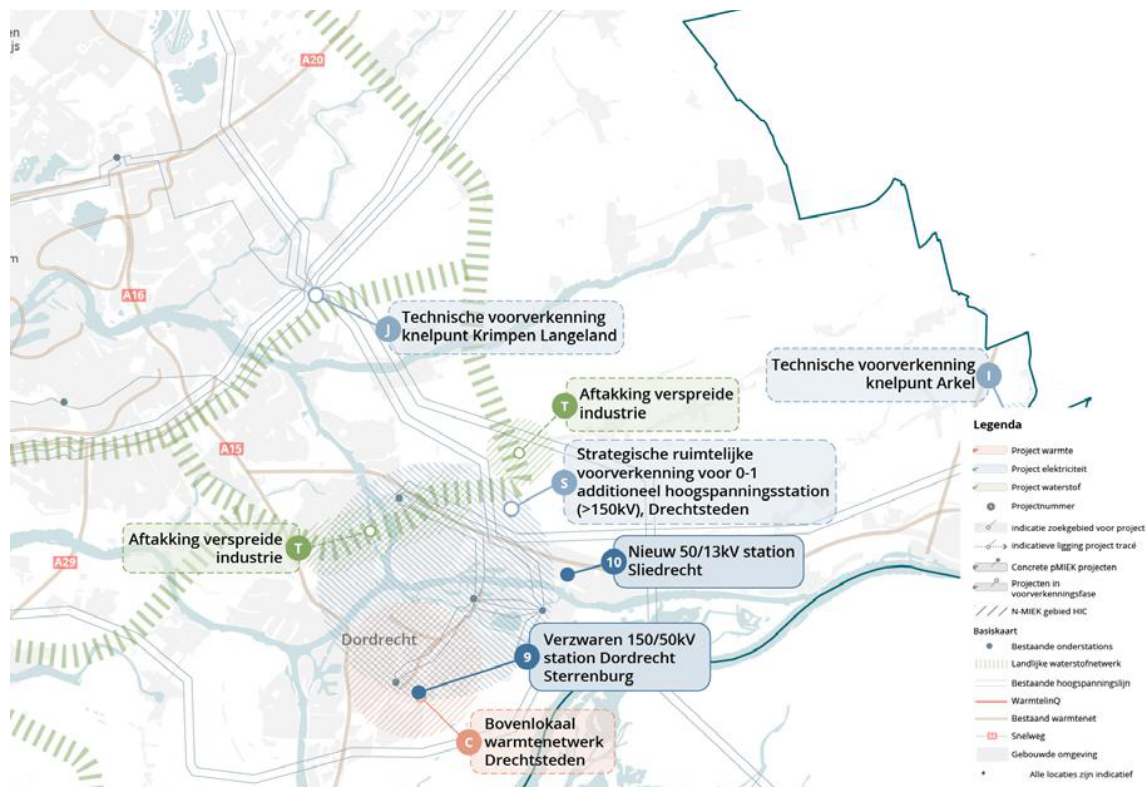 en
js
A20
A16
m
J
Technische voorverkenning
knelpunt Krimpen Langeland
Technische voorverkenning
knelpunt Arkel
I
T
Aftakking verspreide
industrie
A15
S
Strategische ruimtelijke
voorverkenning voor 0-1
additioneel hoogspanningsstation
(>150kV), Drechtsteden
Aftakking verspreide
industrie
T
A29
10
Nieuw 50/13kV station
Sliedrecht
Dordrecht
9
Verzwaren 150/50kV
station Dordrecht
Sterrenburg
C
Bovenlokaal
warmtenetwerk
Drechtsteden
Legenda
Project warmte
Project elektriciteit
Project waterstof
Projectnummer
indicatie zoekgebied voor project
indicatieve ligging project tracé
Concrete pMIEK projecten
Projecten in
voorverkenningsfase
N-MIEK gebied HIC
Basiskaart
Bestaande onderstations
Landlijke waterstofnetwerk
Bestaande hoogspanningslijn
WarmtelinQ
Bestaand warmtenet
Snelweg
Gebouwde omgeving
Alle locaties zijn indicatief